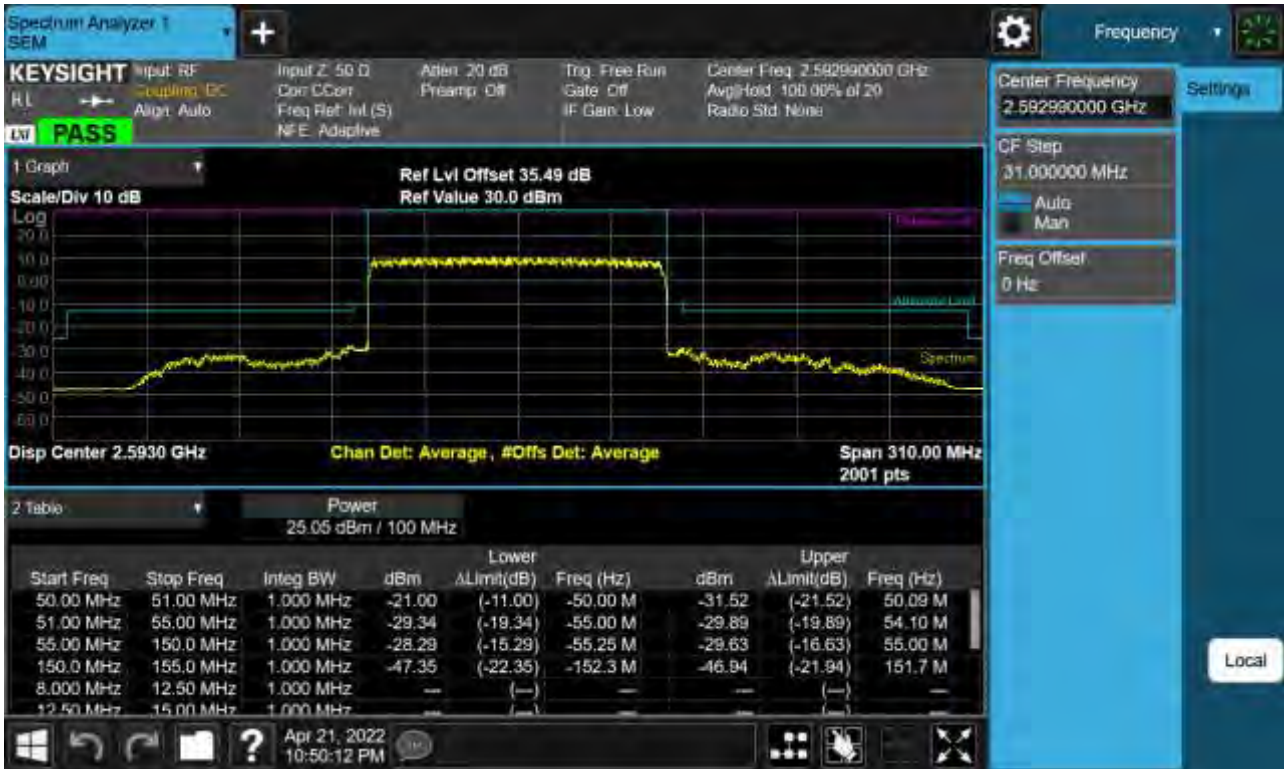 Spectrum Analyzer 1
SEM
+
Frequency
KEYSIGHT
Input: RF
Coupling: DC
Align: Auto
Input Z: 50 Ω
Corr CCorr
Freq Ref: Int (S)
NFE: Adaptive
Atten: 20 dB
Preamp: Off
Trig: Free Run
Gate: Off
IF Gain: Low
Center Freq: 2.592990000 GHz
Avg|Hold: 100.00% of 20
Radio Std: None
PASS
Center Frequency
2.592990000 GHz
Settings
CF Step
31.000000 MHz
Auto
Man
Freq Offset
0 Hz
Local
1 Graph
Scale/Div 10 dB
Ref Lvl Offset 35.49 dB
Ref Value 30.0 dBm
Log
20.0
10.0
0.00
-10.0
-20.0
-30.0
-40.0
-50.0
-60.0
Absolute Limit
Spectrum
Disp Center 2.5930 GHz
Chan Det: Average, #Offs Det: Average
Span 310.00 MHz
2001 pts
2 Table
Power
25.05 dBm / 100 MHz
Lower Upper
Start Freq Stop Freq Integ BW dBm ΔLimit(dB) Freq (Hz) dBm ΔLimit(dB) Freq (Hz)
50.00 MHz 51.00 MHz 1.000 MHz -21.00 (-11.00) -50.00 M -31.52 (-21.52) 50.09 M
51.00 MHz 55.00 MHz 1.000 MHz -29.34 (-19.34) -55.00 M -29.89 (-19.89) 54.10 M
55.00 MHz 150.0 MHz 1.000 MHz -28.29 (-15.29) -55.25 M -29.63 (-16.63) 55.00 M
150.0 MHz 155.0 MHz 1.000 MHz -47.35 (-22.35) -152.3 M -46.94 (-21.94) 151.7 M
8.000 MHz 12.50 MHz 1.000 MHz --- (---) --- --- (---) ---
12.50 MHz 15.00 MHz 1.000 MHz --- (---) --- --- (---) ---
?
Apr 21, 2022
10:50:12 PM